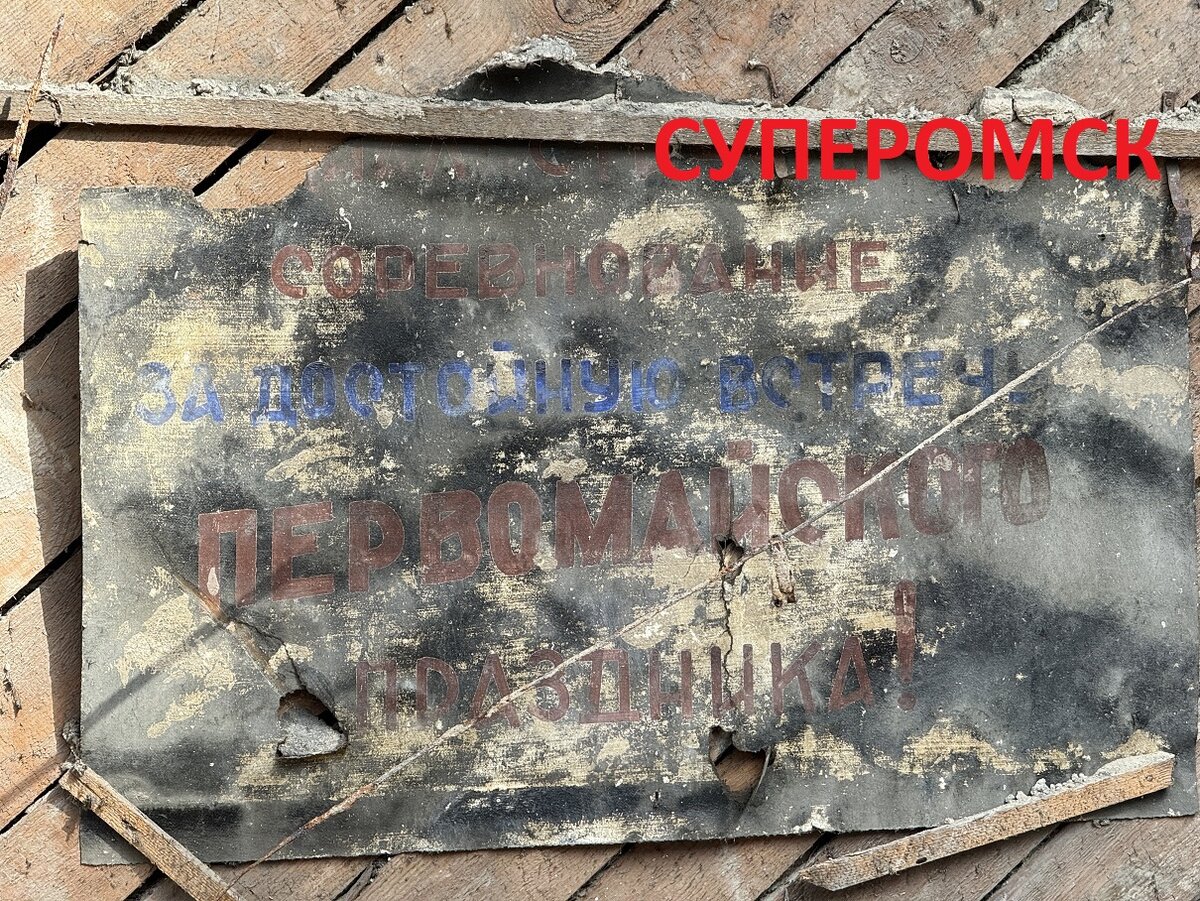 СУПЕРОМСК
СОРЕВНОВАНИЕ
ЗА ДОСТОЙНУЮ ВСТРЕЧУ
ПЕРВОМАЙСКОГО
ПРАЗДНИКА!